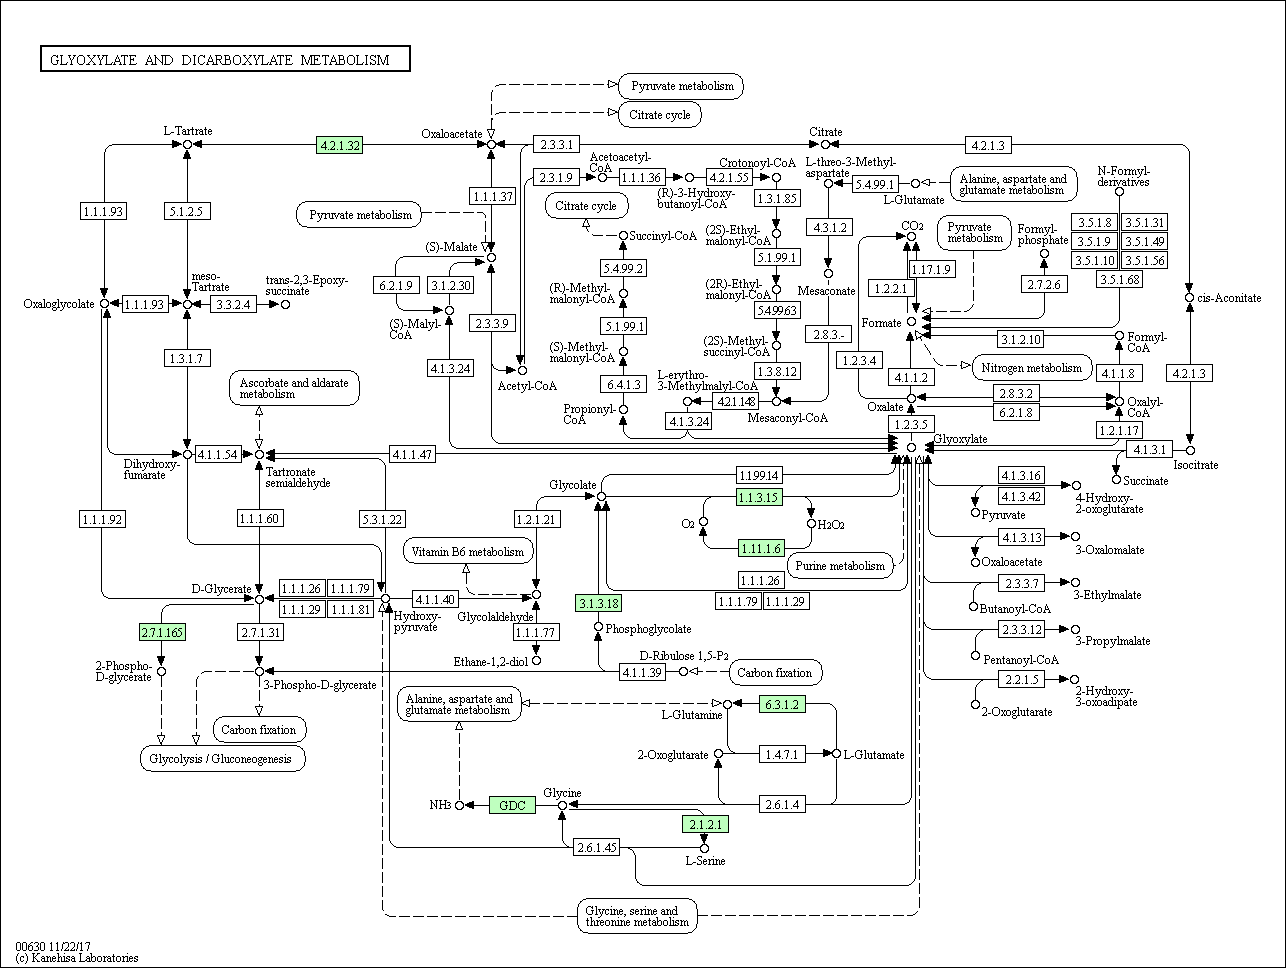 GLYOXYLATE AND DICARBOXYLATE METABOLISM
Pyruvate metabolism
Citrate cycle
L-Tartrate
4.2.1.32
Oxaloacetate
2.3.3.1
Citrate
4.2.1.3
Acetoacetyl-
CoA
Crotonoyl-CoA
L-threo-3-Methyl-
aspartate
2.3.1.9
1.1.1.36
4.2.1.55
5.4.99.1
Alanine, aspartate and
glutamate metabolism
N-Formyl-
derivatives
1.1.1.93
5.1.2.5
1.1.1.37
(R)-3-Hydroxy-
butanoyl-CoA
1.3.1.85
L-Glutamate
Pyruvate metabolism
Citrate cycle
4.3.1.2
CO2
Pyruvate
metabolism
Formyl-
phosphate
3.5.1.8
3.5.1.31
3.5.1.9
3.5.1.49
3.5.1.10
3.5.1.56
3.5.1.68
(S)-Malate
Succinyl-CoA
(2S)-Ethyl-
malonyl-CoA
5.4.99.2
5.1.99.1
1.17.1.9
1.2.2.1
2.7.2.6
meso-
Tartrate
trans-2,3-Epoxy-
succinate
6.2.1.9
3.1.2.30
(R)-Methyl-
malonyl-CoA
(2R)-Ethyl-
malonyl-CoA
Mesaconate
cis-Aconitate
Oxaloglycolate
1.1.1.93
3.3.2.4
(S)-Malyl-
CoA
2.3.3.9
5.1.99.1
5.4.99.63
Formate
2.8.3.-
3.1.2.10
Formyl-
CoA
1.3.1.7
(S)-Methyl-
malonyl-CoA
(2S)-Methyl-
succinyl-CoA
1.2.3.4
Nitrogen metabolism
4.1.3.24
Acetyl-CoA
6.4.1.3
L-erythro-
3-Methylmalyl-CoA
1.3.8.12
4.1.1.2
4.1.1.8
4.2.1.3
Ascorbate and aldarate
metabolism
Propionyl-
CoA
4.2.1.148
4.1.3.24
Mesaconyl-CoA
Oxalate
2.8.3.2
6.2.1.8
Oxalyl-
CoA
1.2.3.5
1.2.1.17
Glyoxylate
4.1.3.1
Isocitrate
Dihydroxy-
fumarate
4.1.1.54
Tartronate
semialdehyde
4.1.1.47
Succinate
Glycolate
1.1.99.14
1.1.3.15
4.1.3.16
4.1.3.42
4-Hydroxy-
2-oxoglutarate
Pyruvate
1.1.1.92
1.1.1.60
5.3.1.22
1.2.1.21
O2
H2O2
4.1.3.13
3-Oxalomalate
Oxaloacetate
Vitamin B6 metabolism
1.11.1.6
Purine metabolism
2.3.3.7
3-Ethylmalate
Butanoyl-CoA
D-Glycerate
1.1.1.26
1.1.1.79
1.1.1.29
1.1.1.81
Hydroxy-
pyruvate
4.1.1.40
Glycolaldehyde
3.1.3.18
1.1.1.26
1.1.1.79
1.1.1.29
2.3.3.12
3-Propylmalate
Pentanoyl-CoA
2.7.1.165
2.7.1.31
1.1.1.77
Phosphoglycolate
2-Phospho-
D-glycerate
Ethane-1,2-diol
D-Ribulose 1,5-P2
4.1.1.39
Carbon fixation
2.2.1.5
2-Hydroxy-
3-oxoadipate
2-Oxoglutarate
3-Phospho-D-glycerate
Carbon fixation
Glycolysis / Gluconeogenesis
Alanine, aspartate and
glutamate metabolism
L-Glutamine
6.3.1.2
2-Oxoglutarate
1.4.7.1
L-Glutamate
NH3
GDC
Glycine
2.6.1.4
2.1.2.1
2.6.1.45
L-Serine
Glycine, serine and
threonine metabolism
00630 11/22/17
(c) Kanehisa Laboratories